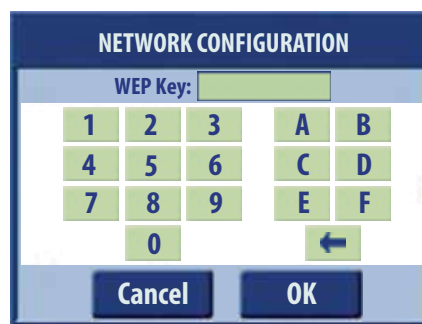 NETWORK CONFIGURATION
WEP Key:
1 2 3 A B
4 5 6 C D
7 8 9 E F
0
Cancel OK